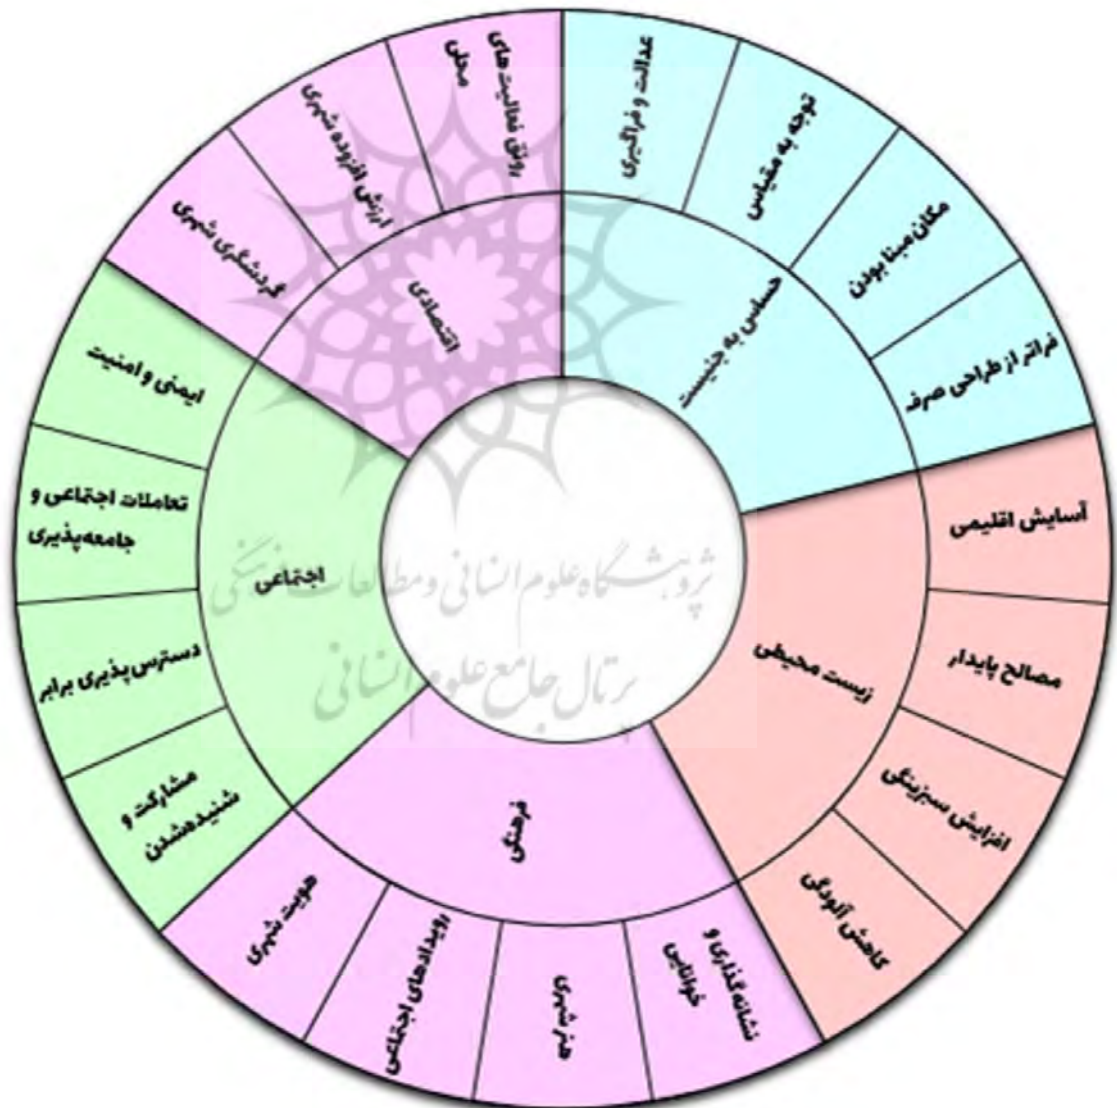 حساس به جنسیت
عدالت و فراگیری
توجه به مقیاس
مکان مبنا بودن
فراتر از طراحی صرفه
زیست محیطی
آسایش اقلیمی
مصالح پایدار
افزایش سبزینگی
کاهش آلودگی
فرهنگی
نشانه گذاری و
خوانایی
هنر شهری
رویدادهای اجتماعی
هویت شهری
اجتماعی
مشارکت و
شنیده‌شدن
دسترس‌پذیری برابر
تعاملات اجتماعی و
جامعه‌پذیری
ایمنی و امنیت
اقتصادی
گردشگری شهری
ارزش افزوده شهری
رونق فعالیت‌های
محلی
پژوهشگاه علوم انسانی و مطالعات فرهنگی
پرتال جامع علوم انسانی